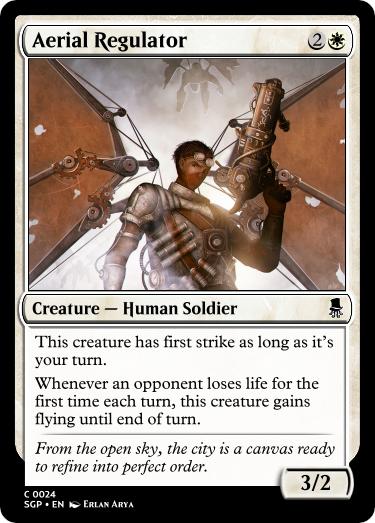 Aerial Regulator 2
Creature — Human Soldier
This creature has first strike as long as it's
your turn.
Whenever an opponent loses life for the
first time each turn, this creature gains
flying until end of turn.
From the open sky, the city is a canvas ready
to refine into perfect order.
3/2
C 0024
SGP • EN Erlan Arya